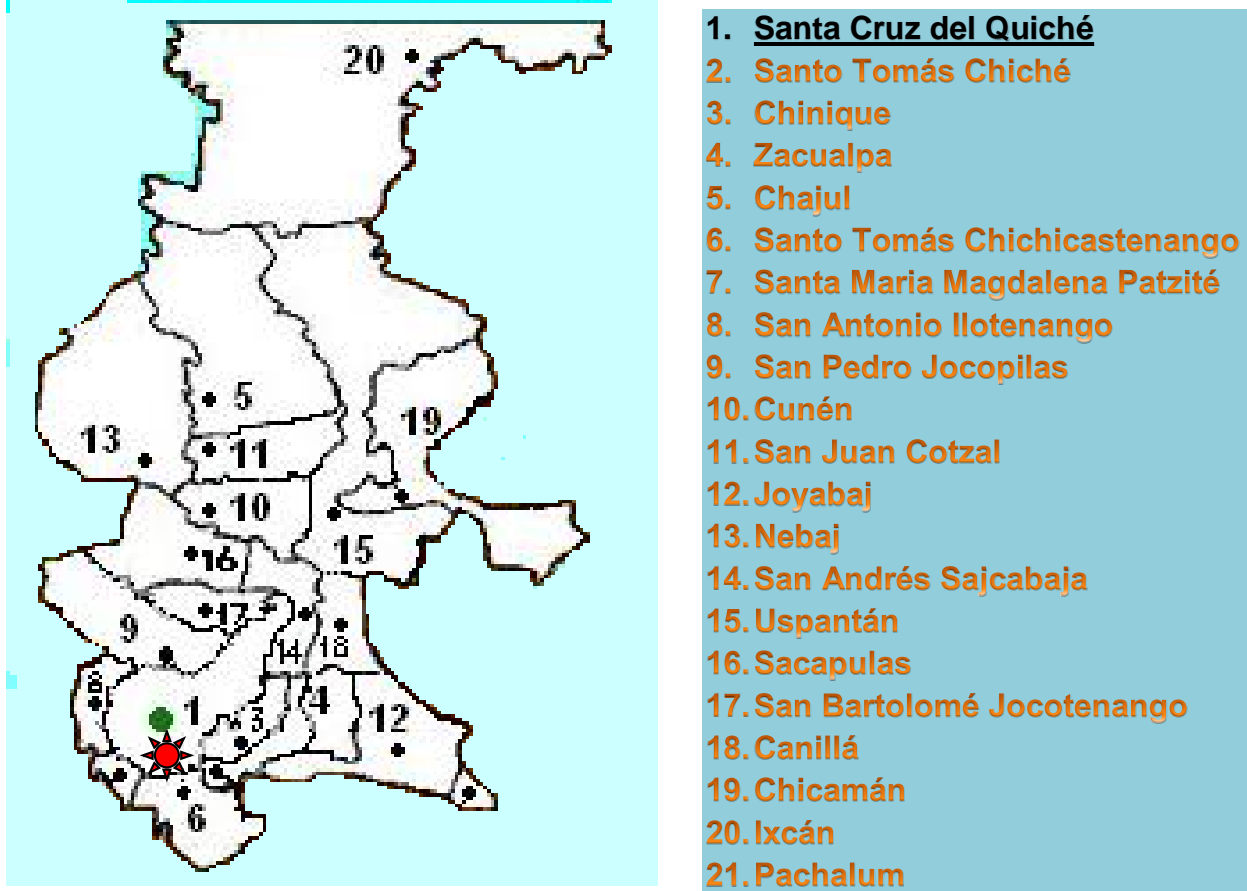 20
5
13
19
11
10
16
15
17
9
14
18
8
1
3
4
12
6
1. Santa Cruz del Quiché
2. Santo Tomás Chiché
3. Chinique
4. Zacualpa
5. Chajul
6. Santo Tomás Chichicastenango
7. Santa Maria Magdalena Patzité
8. San Antonio Ilotenango
9. San Pedro Jocopilas
10. Cunén
11. San Juan Cotzal
12. Joyabaj
13. Nebaj
14. San Andrés Sajcabaja
15. Uspantán
16. Sacapulas
17. San Bartolomé Jocotenango
18. Canillá
19. Chicamán
20. Ixcán
21. Pachalum